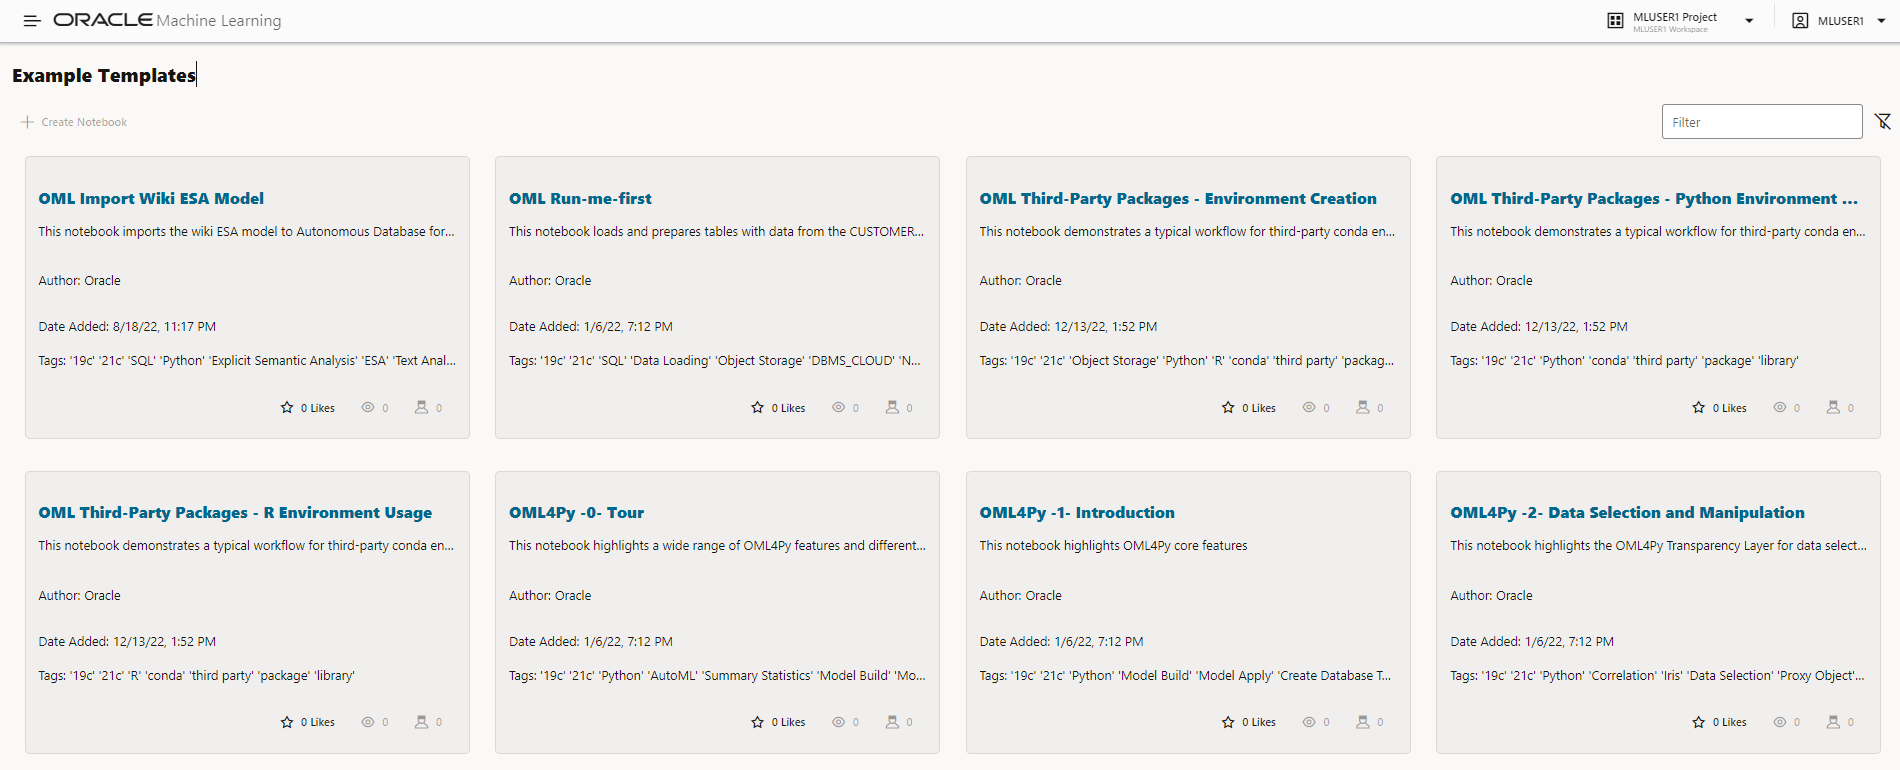 ORACLE Machine Learning
MLUSER1 Project
MLUSER1 Workspace
MLUSER1
Example Templates
Create Notebook
Filter
OML Import Wiki ESA Model
This notebook imports the wiki ESA model to Autonomous Database for...
Author: Oracle
Date Added: 8/18/22, 11:17 PM
Tags: '19c' '21c' 'SQL' 'Python' 'Explicit Semantic Analysis' 'ESA' 'Text Anal...
0 Likes 0 0
OML Run-me-first
This notebook loads and prepares tables with data from the CUSTOMER...
Author: Oracle
Date Added: 1/6/22, 7:12 PM
Tags: '19c' '21c' 'SQL' 'Data Loading' 'Object Storage' 'DBMS_CLOUD' 'N...
0 Likes 0 0
OML Third-Party Packages - Environment Creation
This notebook demonstrates a typical workflow for third-party conda en...
Author: Oracle
Date Added: 12/13/22, 1:52 PM
Tags: '19c' '21c' 'Object Storage' 'Python' 'R' 'conda' 'third party' 'packag...
0 Likes 0 0
OML Third-Party Packages - Python Environment ...
This notebook demonstrates a typical workflow for third-party conda en...
Author: Oracle
Date Added: 12/13/22, 1:52 PM
Tags: '19c' '21c' 'Python' 'conda' 'third party' 'package' 'library'
0 Likes 0 0
OML Third-Party Packages - R Environment Usage
This notebook demonstrates a typical workflow for third-party conda en...
Author: Oracle
Date Added: 12/13/22, 1:52 PM
Tags: '19c' '21c' 'R' 'conda' 'third party' 'package' 'library'
0 Likes 0 0
OML4Py -0- Tour
This notebook highlights a wide range of OML4Py features and different...
Author: Oracle
Date Added: 1/6/22, 7:12 PM
Tags: '19c' '21c' 'Python' 'AutoML' 'Summary Statistics' 'Model Build' 'Mo...
0 Likes 0 0
OML4Py -1- Introduction
This notebook highlights OML4Py core features
Author: Oracle
Date Added: 1/6/22, 7:12 PM
Tags: '19c' '21c' 'Python' 'Model Build' 'Model Apply' 'Create Database T...
0 Likes 0 0
OML4Py -2- Data Selection and Manipulation
This notebook highlights the OML4Py Transparency Layer for data select...
Author: Oracle
Date Added: 1/6/22, 7:12 PM
Tags: '19c' '21c' 'Python' 'Correlation' 'Iris' 'Data Selection' 'Proxy Object'...
0 Likes 0 0